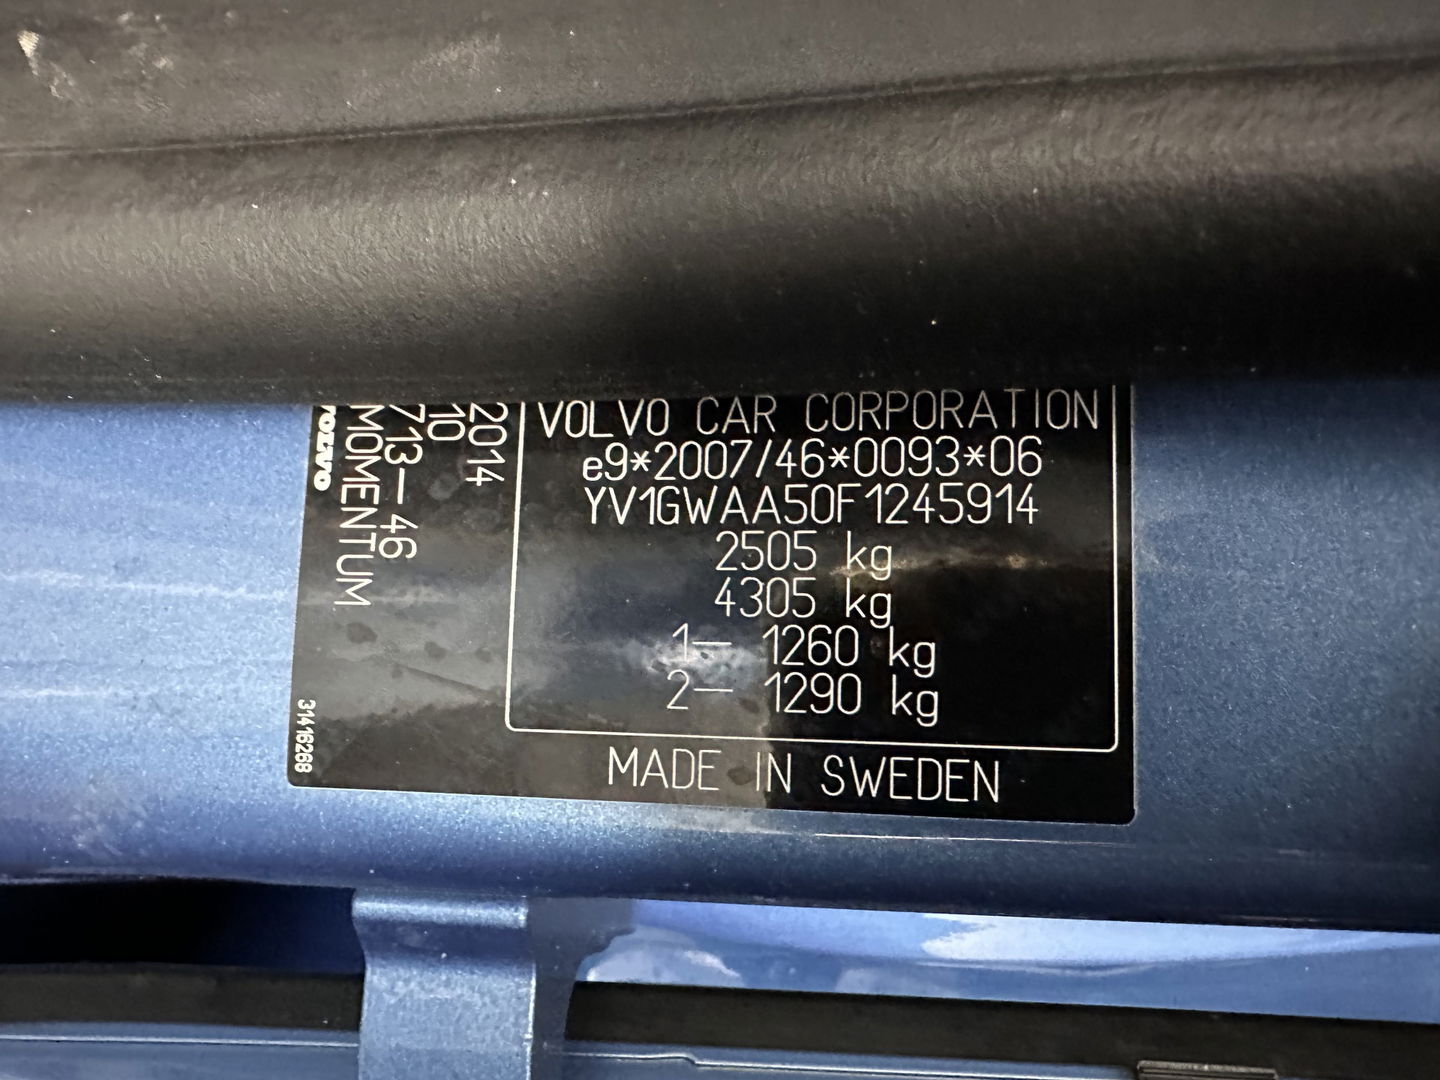 VOLVO CAR CORPORATION
e9*2007/46*0093*06
YV1GWAA50F1245914
2505 kg
4305 kg
1— 1260 kg
2— 1290 kg
MADE IN SWEDEN
2014
10
713-46
MOMENTUM
VOLVO
31416268